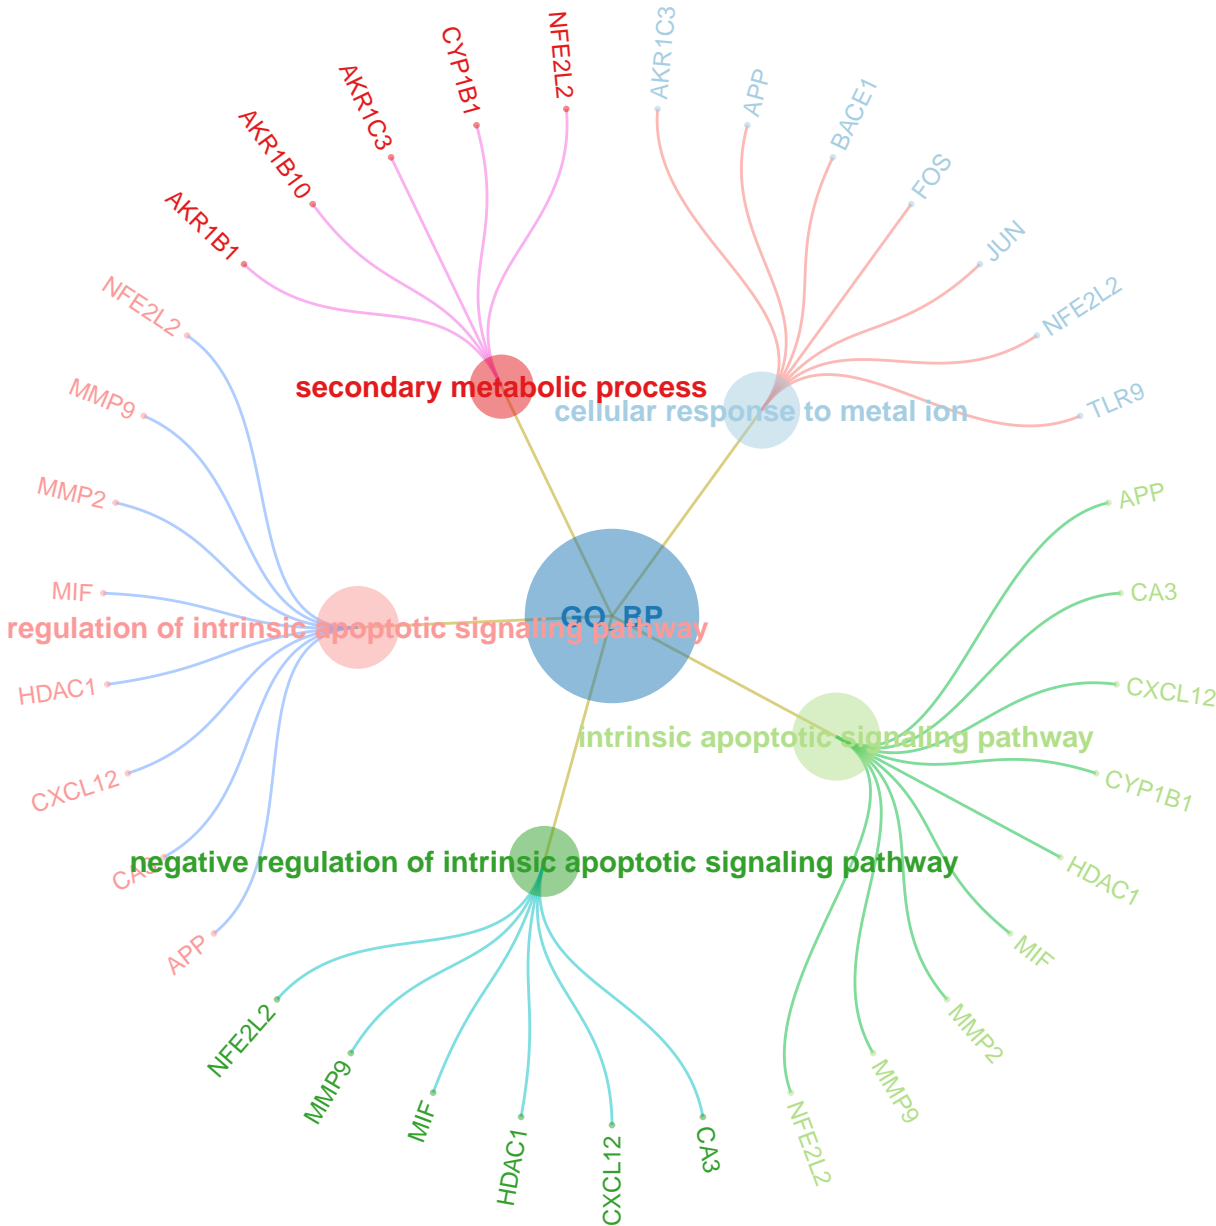 NFE2L2
CYP1B1
AKR1C3
AKR1B10
AKR1B1
secondary metabolic process
AKR1C3
APP
BACE1
FOS
JUN
NFE2L2
TLR9
cellular response to metal ion
NFE2L2
MMP9
MMP2
MIF
HDAC1
CXCL12
CA3
APP
regulation of intrinsic apoptotic signaling pathway
GO_BP
APP
CA3
CXCL12
CYP1B1
HDAC1
MIF
MMP2
MMP9
NFE2L2
intrinsic apoptotic signaling pathway
negative regulation of intrinsic apoptotic signaling pathway
NFE2L2
MMP9
MIF
HDAC1
CXCL12
CA3